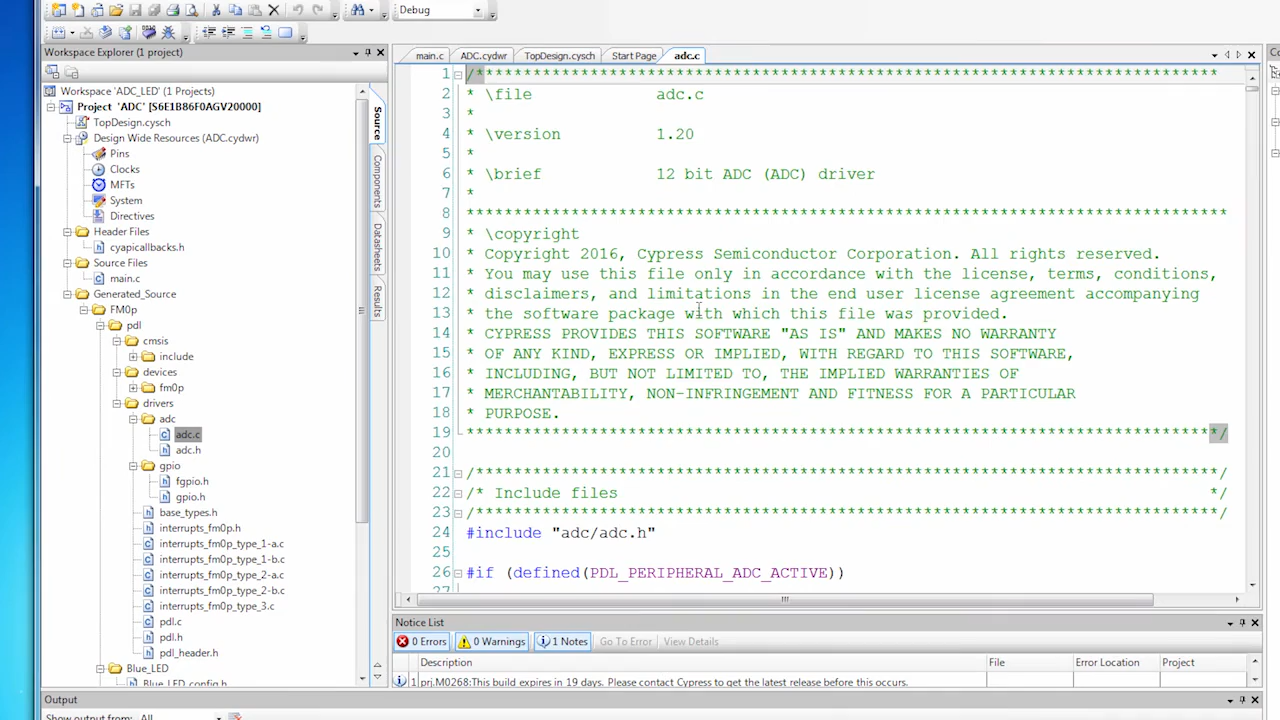 Debug
Workspace Explorer (1 project)
Workspace 'ADC_LED' (1 Projects)
Project 'ADC' [S6E1B86F0AGV20000]
TopDesign.cysch
Design Wide Resources (ADC.cydwr)
Pins
Clocks
MFTs
System
Directives
Header Files
cyapicallbacks.h
Source Files
main.c
Generated_Source
FM0p
pdl
cmsis
include
devices
fm0p
drivers
adc
adc.c
adc.h
gpio
fgpio.h
gpio.h
base_types.h
interrupts_fm0p.h
interrupts_fm0p_type_1-a.c
interrupts_fm0p_type_1-b.c
interrupts_fm0p_type_2-a.c
interrupts_fm0p_type_2-b.c
interrupts_fm0p_type_3.c
pdl.c
pdl.h
pdl_header.h
Blue_LED
Blue_LED_config.h
Source
Components
Datasheets
Results
main.c ADC.cydwr TopDesign.cysch Start Page adc.c
1 /*******************************************************************************
2 * \file adc.c
3 *
4 * \version 1.20
5 *
6 * \brief 12 bit ADC (ADC) driver
7 *
8 ********************************************************************************
9 * \copyright
10 * Copyright 2016, Cypress Semiconductor Corporation. All rights reserved.
11 * You may use this file only in accordance with the license, terms, conditions,
12 * disclaimers, and limitations in the end user license agreement accompanying
13 * the software package with which this file was provided.
14 * CYPRESS PROVIDES THIS SOFTWARE "AS IS" AND MAKES NO WARRANTY
15 * OF ANY KIND, EXPRESS OR IMPLIED, WITH REGARD TO THIS SOFTWARE,
16 * INCLUDING, BUT NOT LIMITED TO, THE IMPLIED WARRANTIES OF
17 * MERCHANTABILITY, NON-INFRINGEMENT AND FITNESS FOR A PARTICULAR
18 * PURPOSE.
19 *******************************************************************************/
20
21 /******************************************************************************/
22 /* Include files */
23 /******************************************************************************/
24 #include "adc/adc.h"
25
26 #if (defined(PDL_PERIPHERAL_ADC_ACTIVE))
27
Notice List
0 Errors 0 Warnings 1 Notes Go To Error View Details
Description File Error Location Project
1 prj.M0268:This build expires in 19 days. Please contact Cypress to get the latest release before this occurs.
Output
Show output from: All